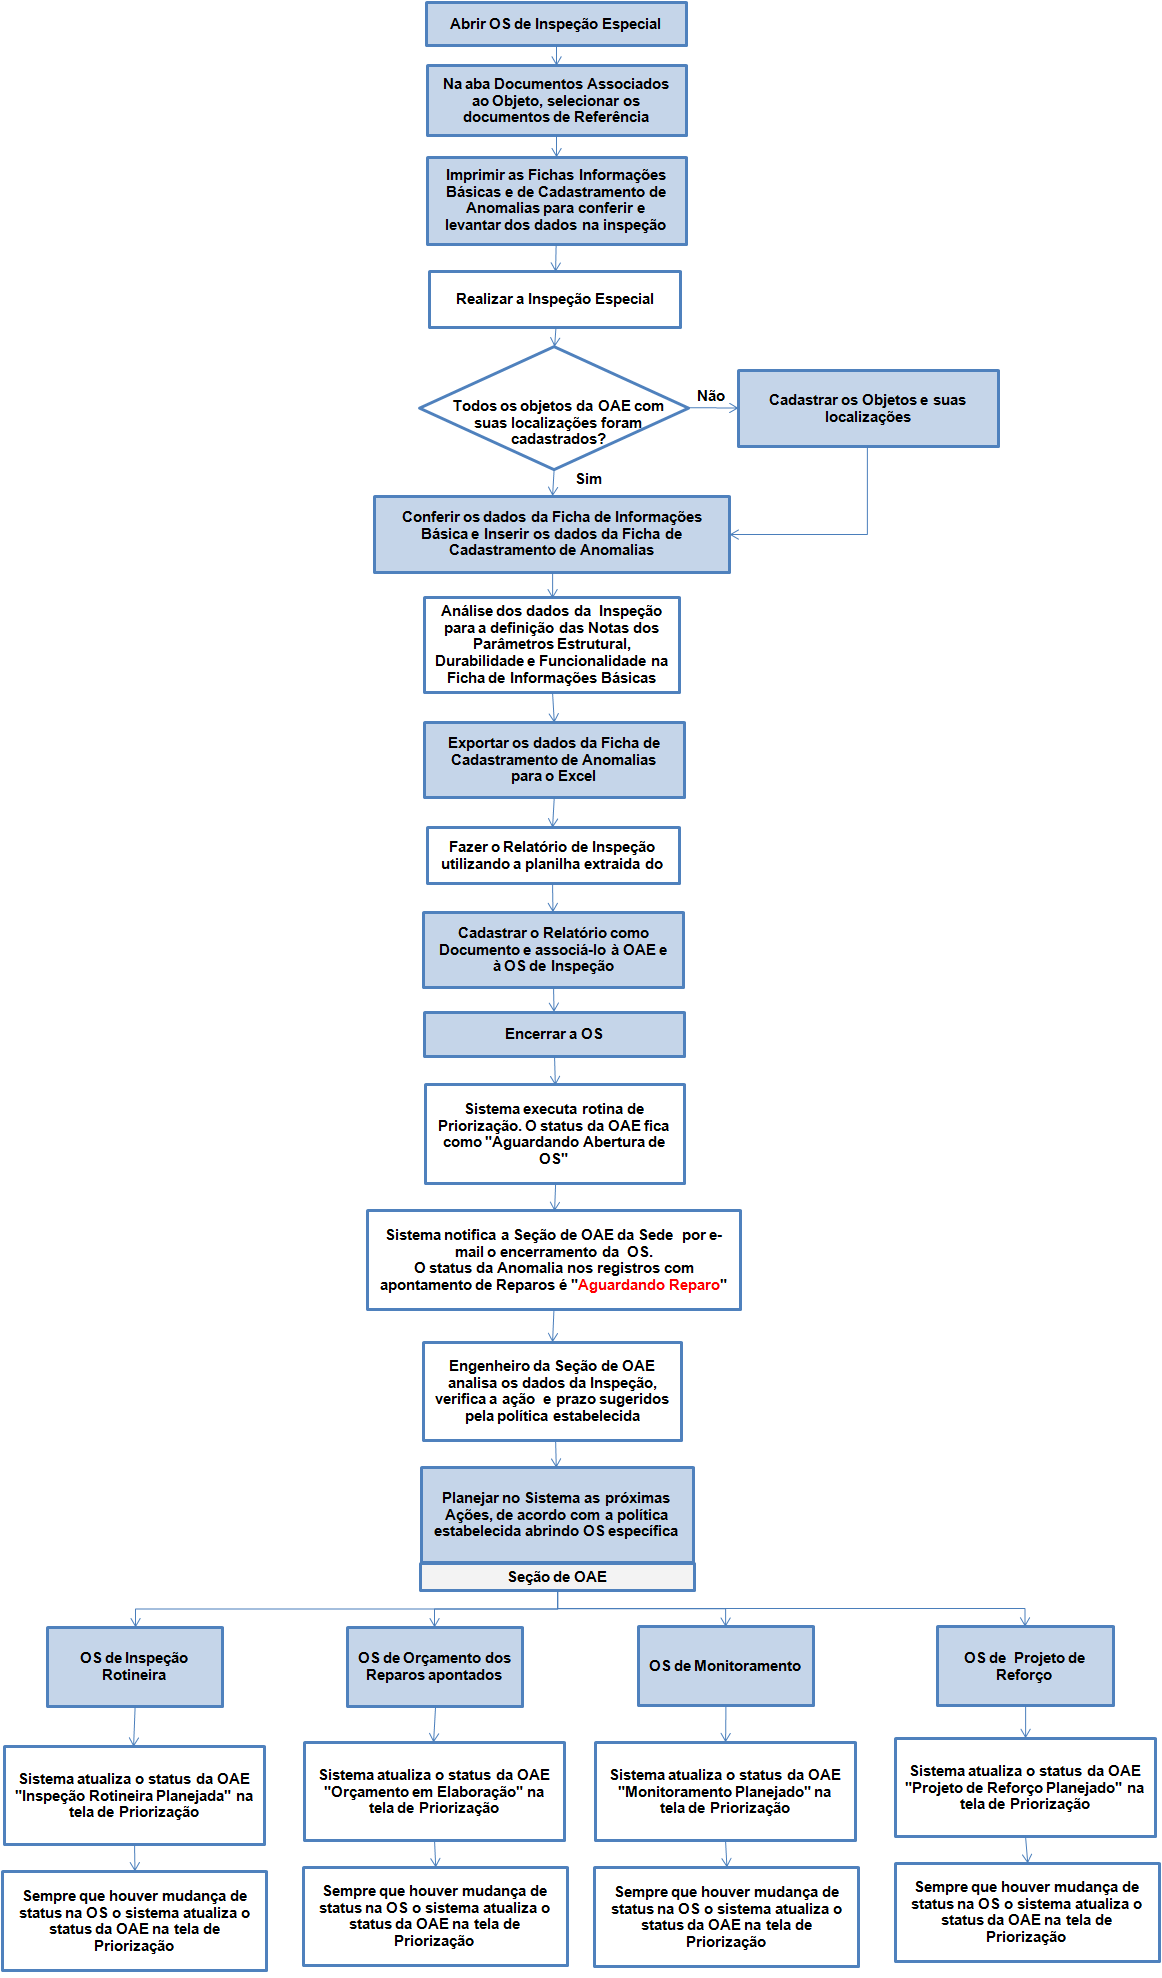 Abrir OS de Inspeção Especial
Na aba Documentos Associados
ao Objeto, selecionar os
documentos de Referência
Imprimir as Fichas Informações
Básicas e de Cadastramento de
Anomalias para conferir e
levantar dos dados na inspeção
Realizar a Inspeção Especial
Todos os objetos da OAE com
suas localizações foram
cadastrados?
Não
Cadastrar os Objetos e suas
localizações
Sim
Conferir os dados da Ficha de Informações
Básica e Inserir os dados da Ficha de
Cadastramento de Anomalias
Análise dos dados da Inspeção
para a definição das Notas dos
Parâmetros Estrutural,
Durabilidade e Funcionalidade na
Ficha de Informações Básicas
Exportar os dados da Ficha de
Cadastramento de Anomalias
para o Excel
Fazer o Relatório de Inspeção
utilizando a planilha extraida do
Cadastrar o Relatório como
Documento e associá-lo à OAE e
à OS de Inspeção
Encerrar a OS
Sistema executa rotina de
Priorização. O status da OAE fica
como "Aguardando Abertura de
OS"
Sistema notifica a Seção de OAE da Sede por e-
mail o encerramento da OS.
O status da Anomalia nos registros com
apontamento de Reparos é "Aguardando Reparo"
Engenheiro da Seção de OAE
analisa os dados da Inspeção,
verifica a ação e prazo sugeridos
pela política estabelecida
Planejar no Sistema as próximas
Ações, de acordo com a política
estabelecida abrindo OS específica
Seção de OAE
OS de Inspeção
Rotineira
OS de Orçamento dos
Reparos apontados
OS de Monitoramento
OS de Projeto de
Reforço
Sistema atualiza o status da OAE
"Inspeção Rotineira Planejada" na
tela de Priorização
Sistema atualiza o status da OAE
"Orçamento em Elaboração" na
tela de Priorização
Sistema atualiza o status da OAE
"Monitoramento Planejado" na
tela de Priorização
Sistema atualiza o status da OAE
"Projeto de Reforço Planejado" na
tela de Priorização
Sempre que houver mudança de
status na OS o sistema atualiza o
status da OAE na tela de
Priorização
Sempre que houver mudança de
status na OS o sistema atualiza o
status da OAE na tela de
Priorização
Sempre que houver mudança de
status na OS o sistema atualiza o
status da OAE na tela de
Priorização
Sempre que houver mudança de
status na OS o sistema atualiza o
status da OAE na tela de
Priorização